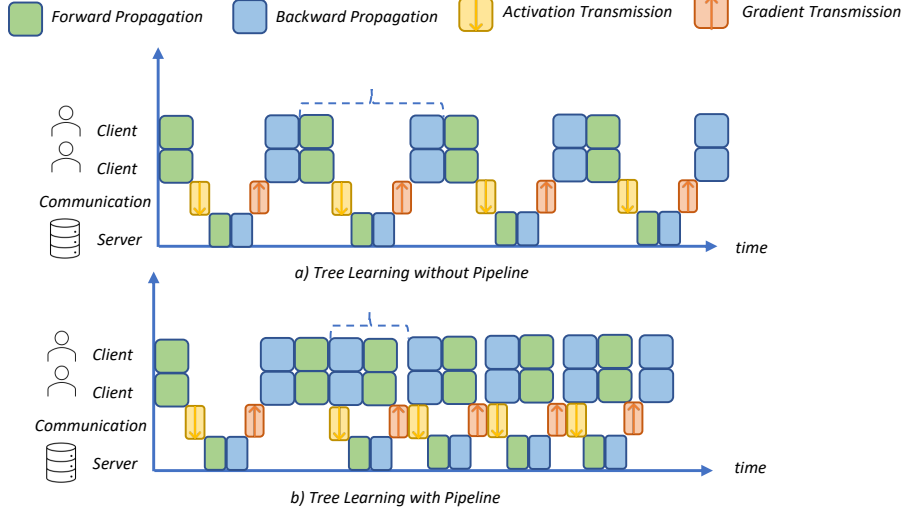 Forward Propagation
Backward Propagation
Activation Transmission
Gradient Transmission
Client
Client
Communication
Server
time
a) Tree Learning without Pipeline
Client
Client
Communication
Server
time
b) Tree Learning with Pipeline